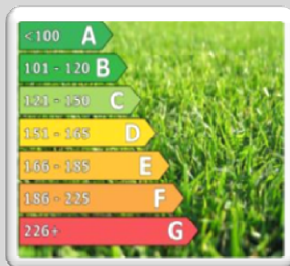 <100 A
101 - 120 B
121 - 150 C
151 - 165 D
166 - 185 E
186 - 225 F
226+ G